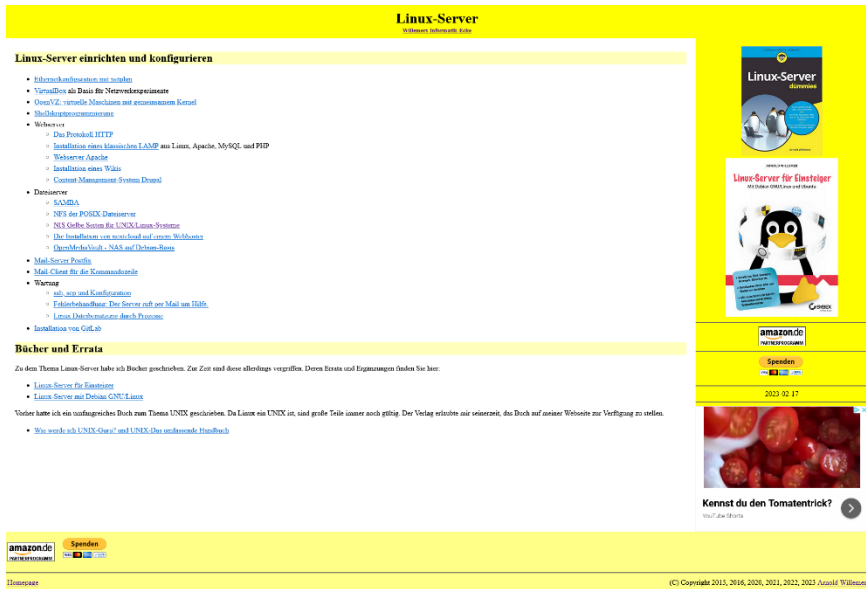 Linux-Server
Willemers Informatik-Ecke
Linux-Server einrichten und konfigurieren
Ethernetkonfiguration mit netplan
VirtualBox als Basis für Netzwerkexperimente
OpenVZ: virtuelle Maschinen mit gemeinsamem Kernel
Shellskriptprogrammierung
Webserver
Das Protokoll HTTP
Installation eines klassischen LAMP aus Linux, Apache, MySQL und PHP
Webserver Apache
Installation eines Wikis
Content-Management-System Drupal
Dateiserver
SAMBA
NFS der POSIX-Dateiserver
NIS Gelbe Seiten für UNIX/Linux-Systeme
Die Installation von nextcloud auf einem Webhoster
OpenMediaVault - NAS auf Debian-Basis
Mail-Server Postfix
Mail-Client für die Kommandozeile
Wartung
ssh, scp und Konfiguration
Fehlerbehandlung: Der Server ruft per Mail um Hilfe.
Linux Dateibenutzung durch Prozesse
Installation von GitLab
Bücher und Errata
Zu dem Thema Linux-Server habe ich Bücher geschrieben. Zur Zeit sind diese allerdings vergriffen. Deren Errata und Ergänzungen finden Sie hier:
Linux-Server für Einsteiger
Linux-Server mit Debian GNU/Linux
Vorher hatte ich ein umfangreiches Buch zum Thema UNIX geschrieben. Da Linux ein UNIX ist, sind große Teile immer noch gültig. Der Verlag erlaubte mir seinerzeit, das Buch auf meiner Webseite zur Verfügung zu stellen.
Wie werde ich UNIX-Guru? und UNIX-Das umfassende Handbuch
Linux-Server
dummies
Linux-Server für Einsteiger
Mit Debian GNU/Linux und Ubuntu
SYBEX
amazon.de
PARTNERPROGRAMM
Spenden
2023-02-17
Kennst du den Tomatentrick?
YouTube Shorts
amazon.de
PARTNERPROGRAMM
Spenden
Homepage
(C) Copyright 2015, 2016, 2020, 2021, 2022, 2023 Arnold Willemer